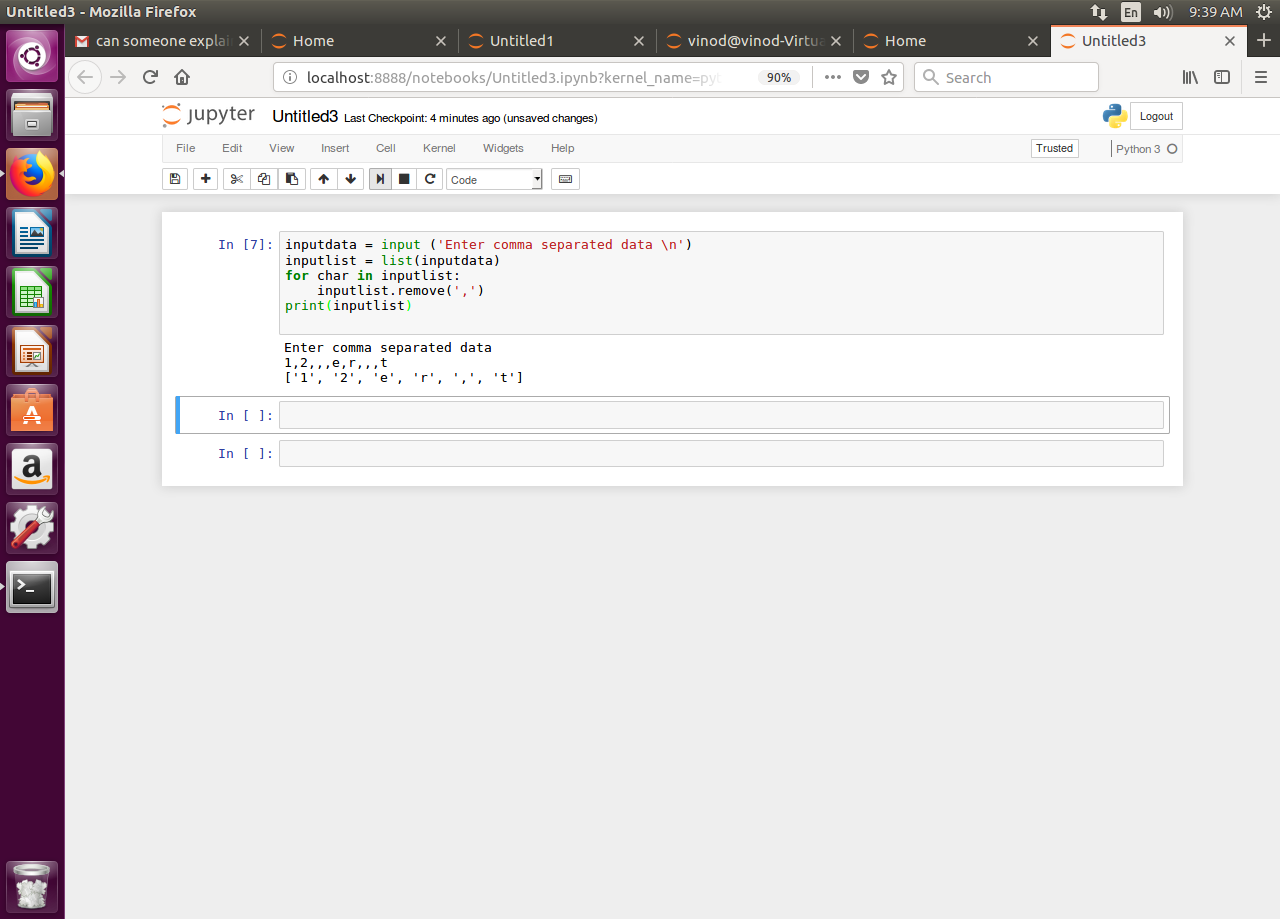 Untitled3 - Mozilla Firefox
En
9:39 AM
can someone explai
Home
Untitled1
vinod@vinod-Virtua
Home
Untitled3
localhost:8888/notebooks/Untitled3.ipynb?kernel_name=pyt
90%
Search
jupyter
Untitled3 Last Checkpoint: 4 minutes ago (unsaved changes)
Logout
File Edit View Insert Cell Kernel Widgets Help
Trusted
Python 3
Code
In [7]:
inputdata = input ('Enter comma separated data \n')
inputlist = list(inputdata)
for char in inputlist:
    inputlist.remove(',')
print(inputlist)
Enter comma separated data
1,2,,,e,r,,,t
['1', '2', 'e', 'r', ',', 't']
In [ ]:
In [ ]: